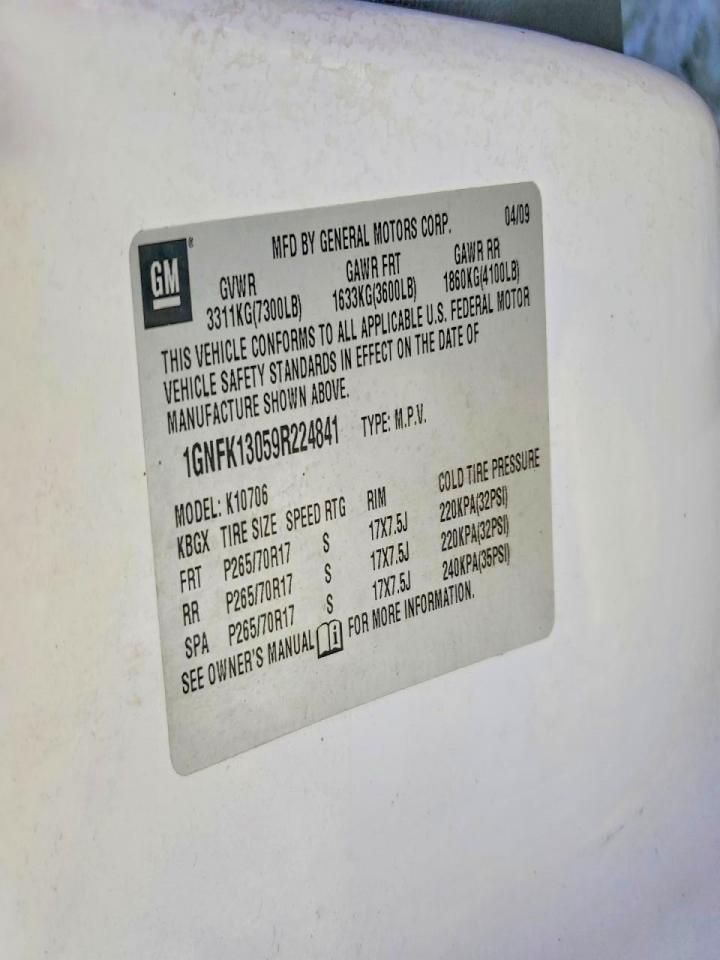 GM ®
MFD BY GENERAL MOTORS CORP. 04/09
GVWR GAWR FRT GAWR RR
3311KG(7300LB) 1633KG(3600LB) 1860KG(4100LB)
THIS VEHICLE CONFORMS TO ALL APPLICABLE U.S. FEDERAL MOTOR
VEHICLE SAFETY STANDARDS IN EFFECT ON THE DATE OF
MANUFACTURE SHOWN ABOVE.
1GNFK13059R224841 TYPE: M.P.V.
MODEL: K10706
KBGX TIRE SIZE SPEED RTG RIM COLD TIRE PRESSURE
FRT P265/70R17 S 17X7.5J 220KPA(32PSI)
RR P265/70R17 S 17X7.5J 220KPA(32PSI)
SPA P265/70R17 S 17X7.5J 240KPA(35PSI)
SEE OWNER'S MANUAL i FOR MORE INFORMATION.